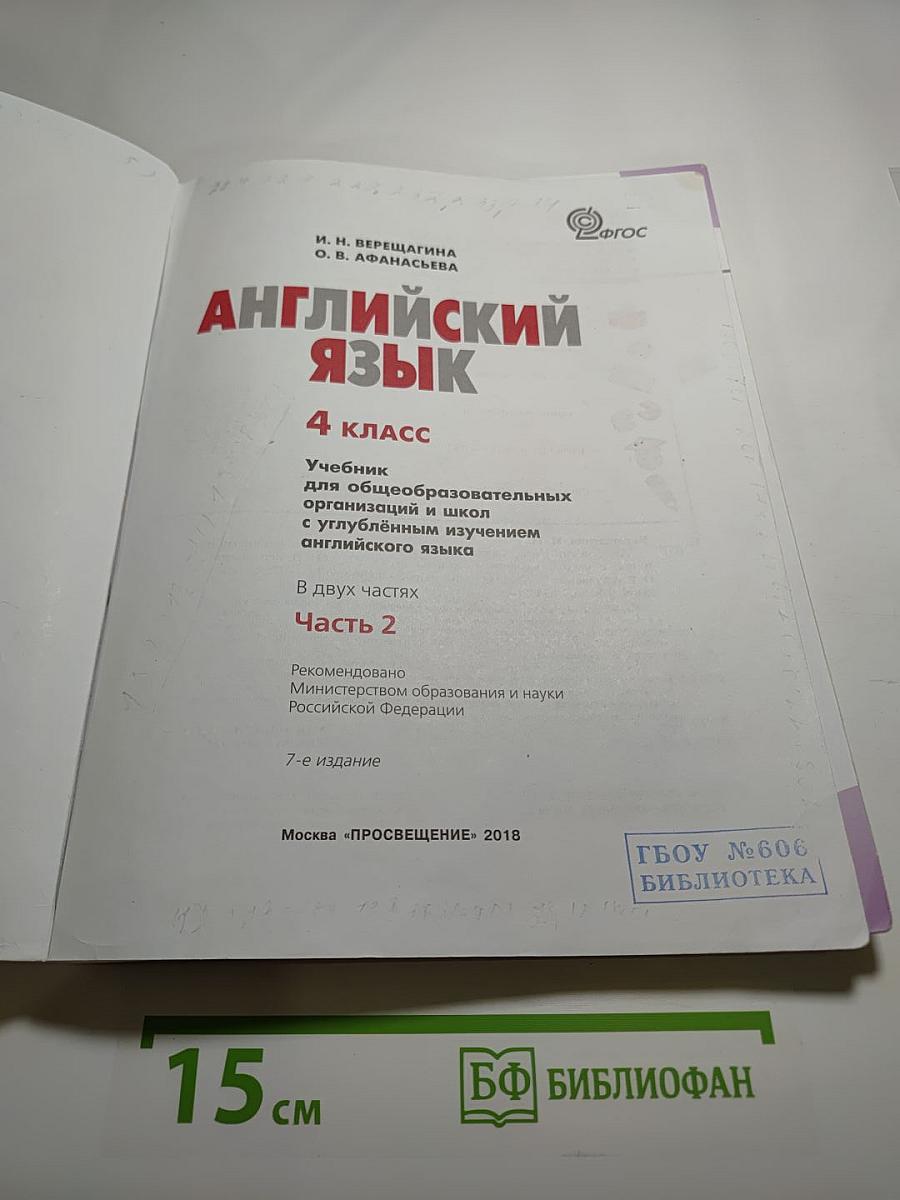 ФГОС
И. Н. ВЕРЕЩАГИНА
О. В. АФАНАСЬЕВА
АНГЛИЙСКИЙ
ЯЗЫК
4 КЛАСС
Учебник
для общеобразовательных
организаций и школ
с углублённым изучением
английского языка
В двух частях
Часть 2
Рекомендовано
Министерством образования и науки
Российской Федерации
7-е издание
Москва «ПРОСВЕЩЕНИЕ» 2018
ГБОУ №606
БИБЛИОТЕКА
15 см
БФ БИБЛИОФАН